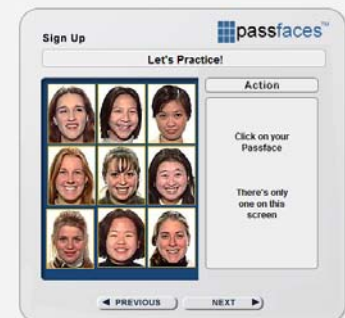 Sign Up
passfaces™
Let's Practice!
Action
Click on your
Passface
There's only
one on this
screen
PREVIOUS
NEXT